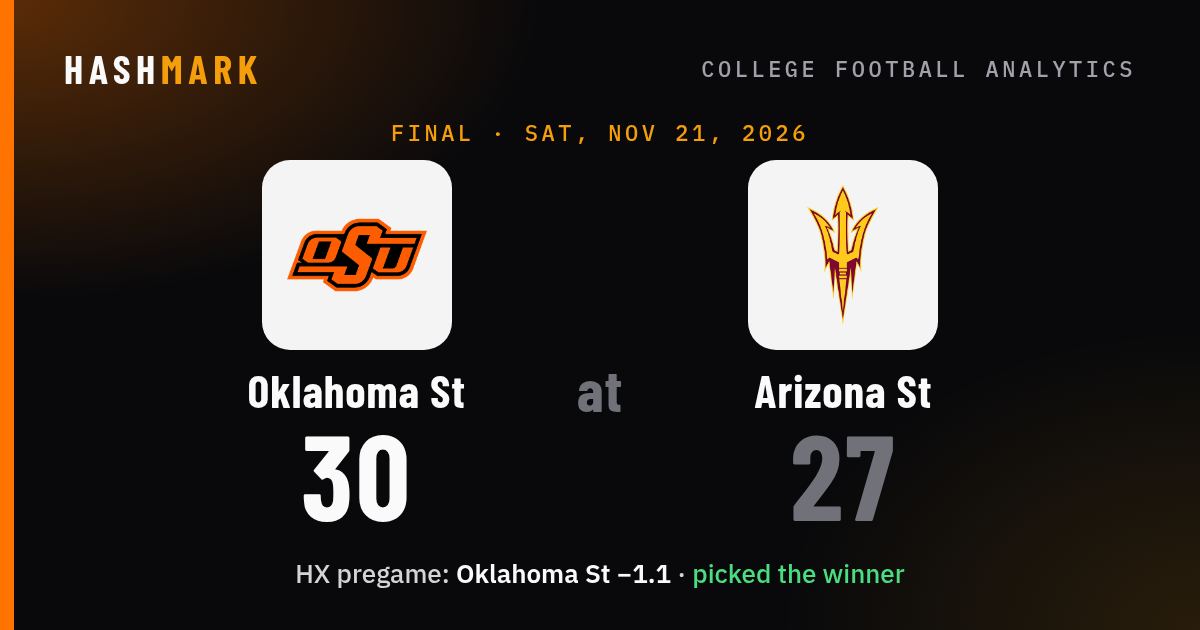 HASHMARK
COLLEGE FOOTBALL ANALYTICS
FINAL · SAT, NOV 21, 2026
OSU
Oklahoma St
at
Arizona St
30
27
HX pregame: Oklahoma St −1.1 · picked the winner